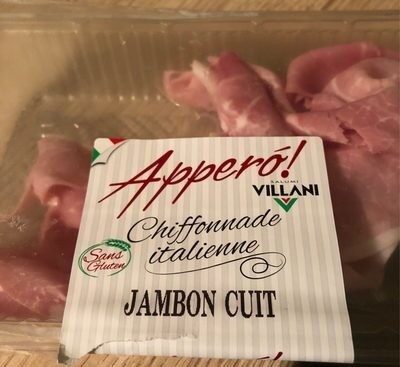 Apperó!
SALUMI
VILLANI
Chiffonnade
italienne
Sans
Gluten
JAMBON CUIT